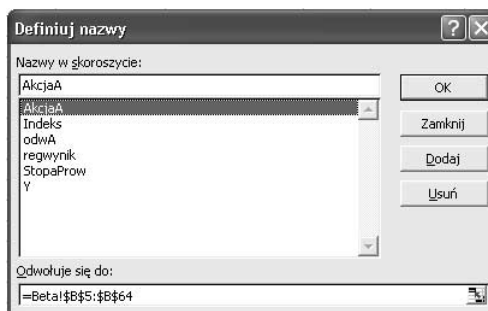 Definiuj nazwy
Nazwy w skoroszycie:
AkcjaA
OK
AkcjaA
Indeks
odwA
regwynik
StopaProw
Y
Zamknij
Dodaj
Usuń
Odwołuje się do:
=Beta!$B$5:$B$64